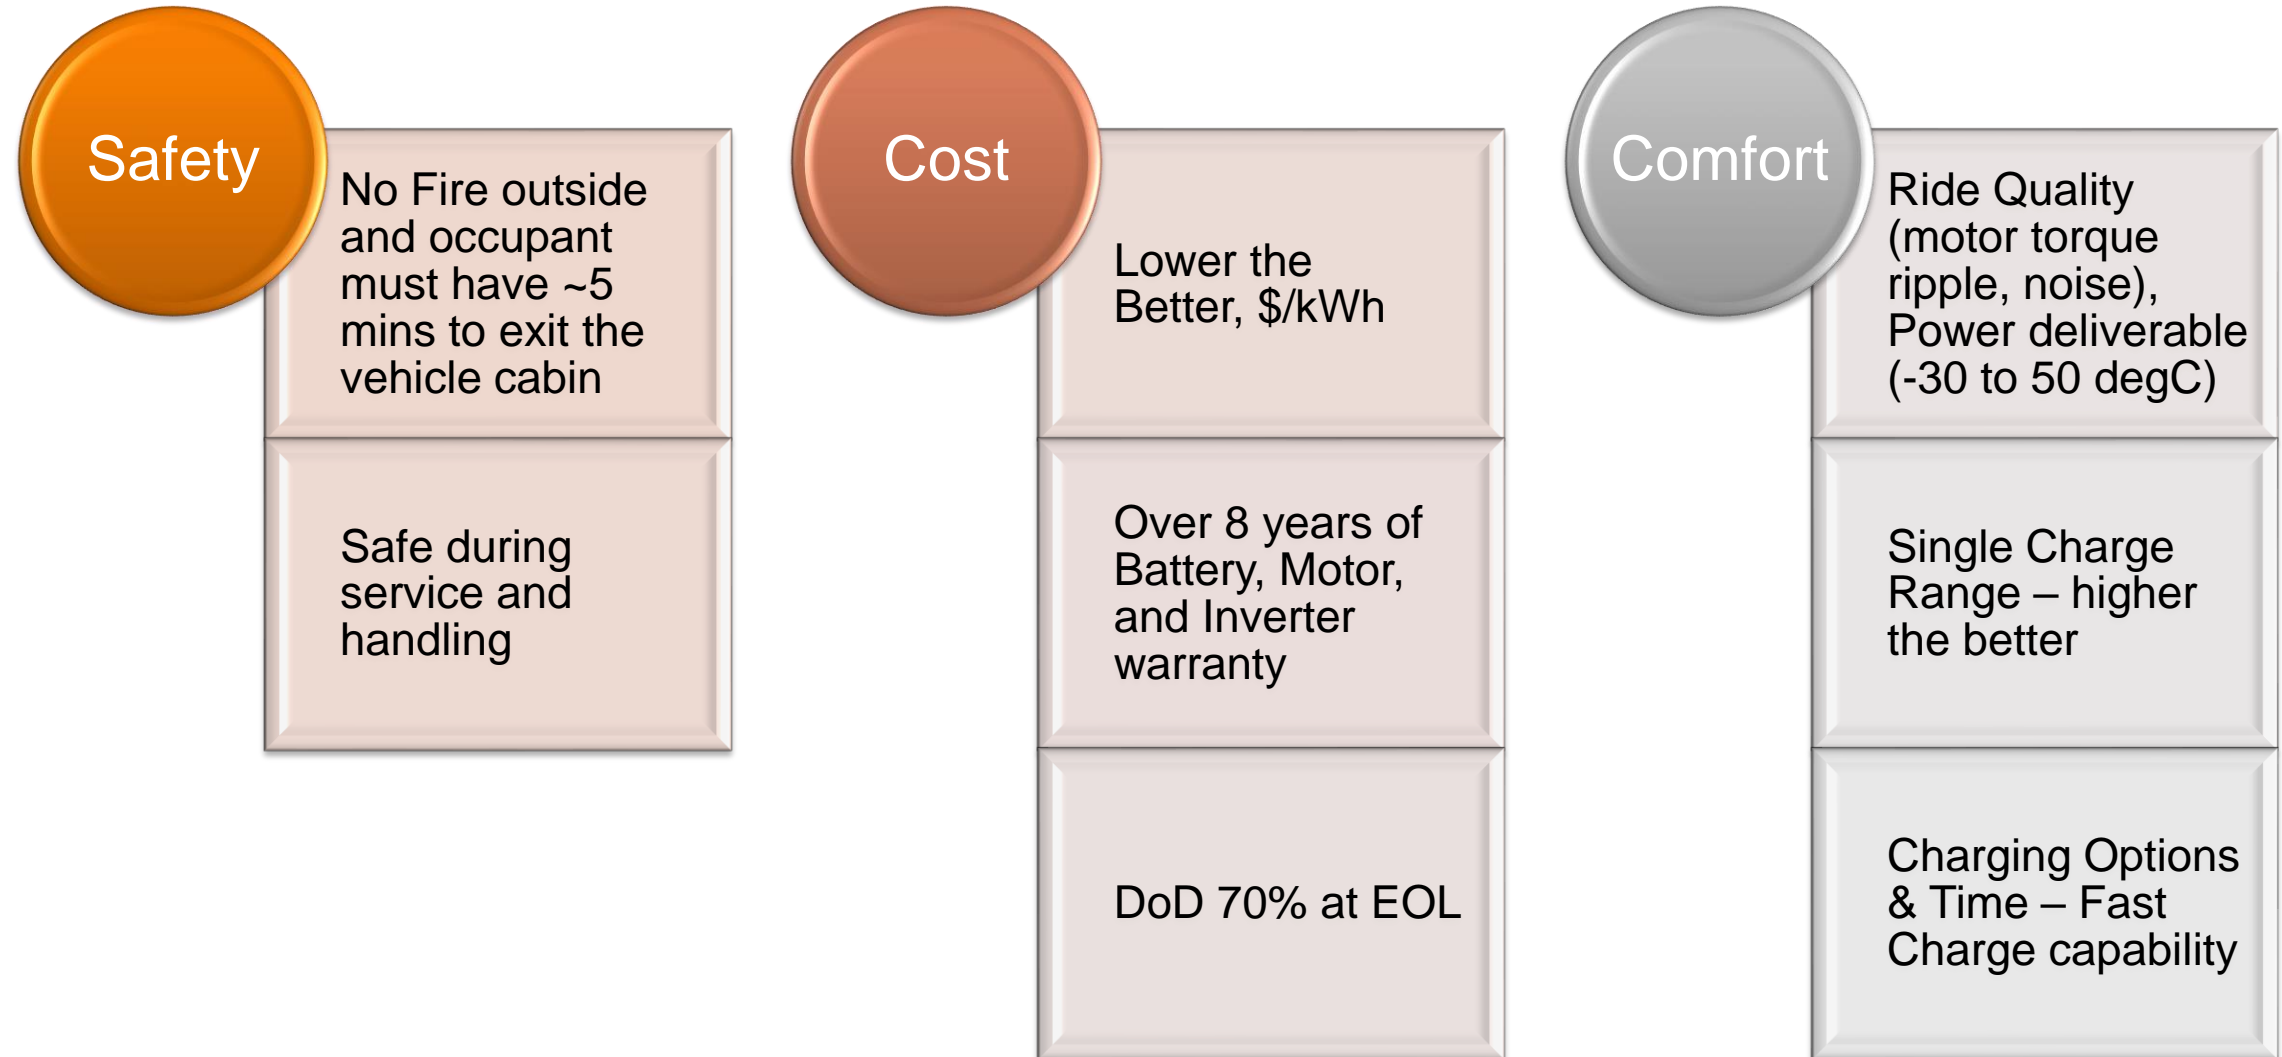 Safety
No Fire outside
and occupant
must have ~5
mins to exit the
vehicle cabin
Safe during
service and
handling
Cost
Lower the
Better, $/kWh
Over 8 years of
Battery, Motor,
and Inverter
warranty
DoD 70% at EOL
Comfort
Ride Quality
(motor torque
ripple, noise),
Power deliverable
(-30 to 50 degC)
Single Charge
Range – higher
the better
Charging Options
& Time – Fast
Charge capability